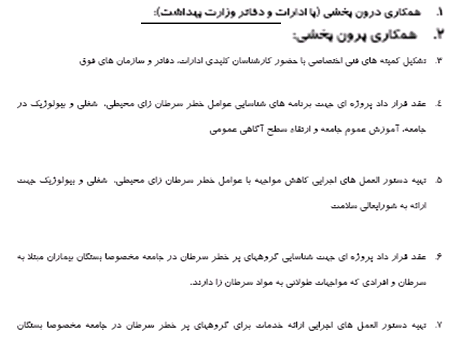 ۱. همکاری درون بخشی (با ادارات و دفاتر وزارت بهداشت):
۲. همکاری برون بخشی:
۳. تشکیل کمیته های فنی اختصاصی با حضور کارشناسان کلیدی ادارات، دفاتر و سازمان های فوق
۴. عقد قرار داد پروژه ای جهت برنامه های شناسایی عوامل خطر سرطان زای محیطی، شغلی و بیولوژیک در
جامعه، آموزش عموم جامعه و ارتقاء سطح آگاهی عمومی
۵. تهیه دستور العمل های اجرایی کاهش مواجهه با عوامل خطر سرطان زای محیطی، شغلی و بیولوژیک جهت
ارائه به شورایعالی سلامت
۶. عقد قرار داد پروژه ای جهت شناسایی گروههای پر خطر سرطان در جامعه مخصوصا بستگان بیماران مبتلا به
سرطان و افرادی که مواجهات طولانی به مواد سرطان زا دارند.
۷. تهیه دستور العمل های اجرایی ارائه خدمات برای گروههای پر خطر سرطان در جامعه مخصوصا بستگان